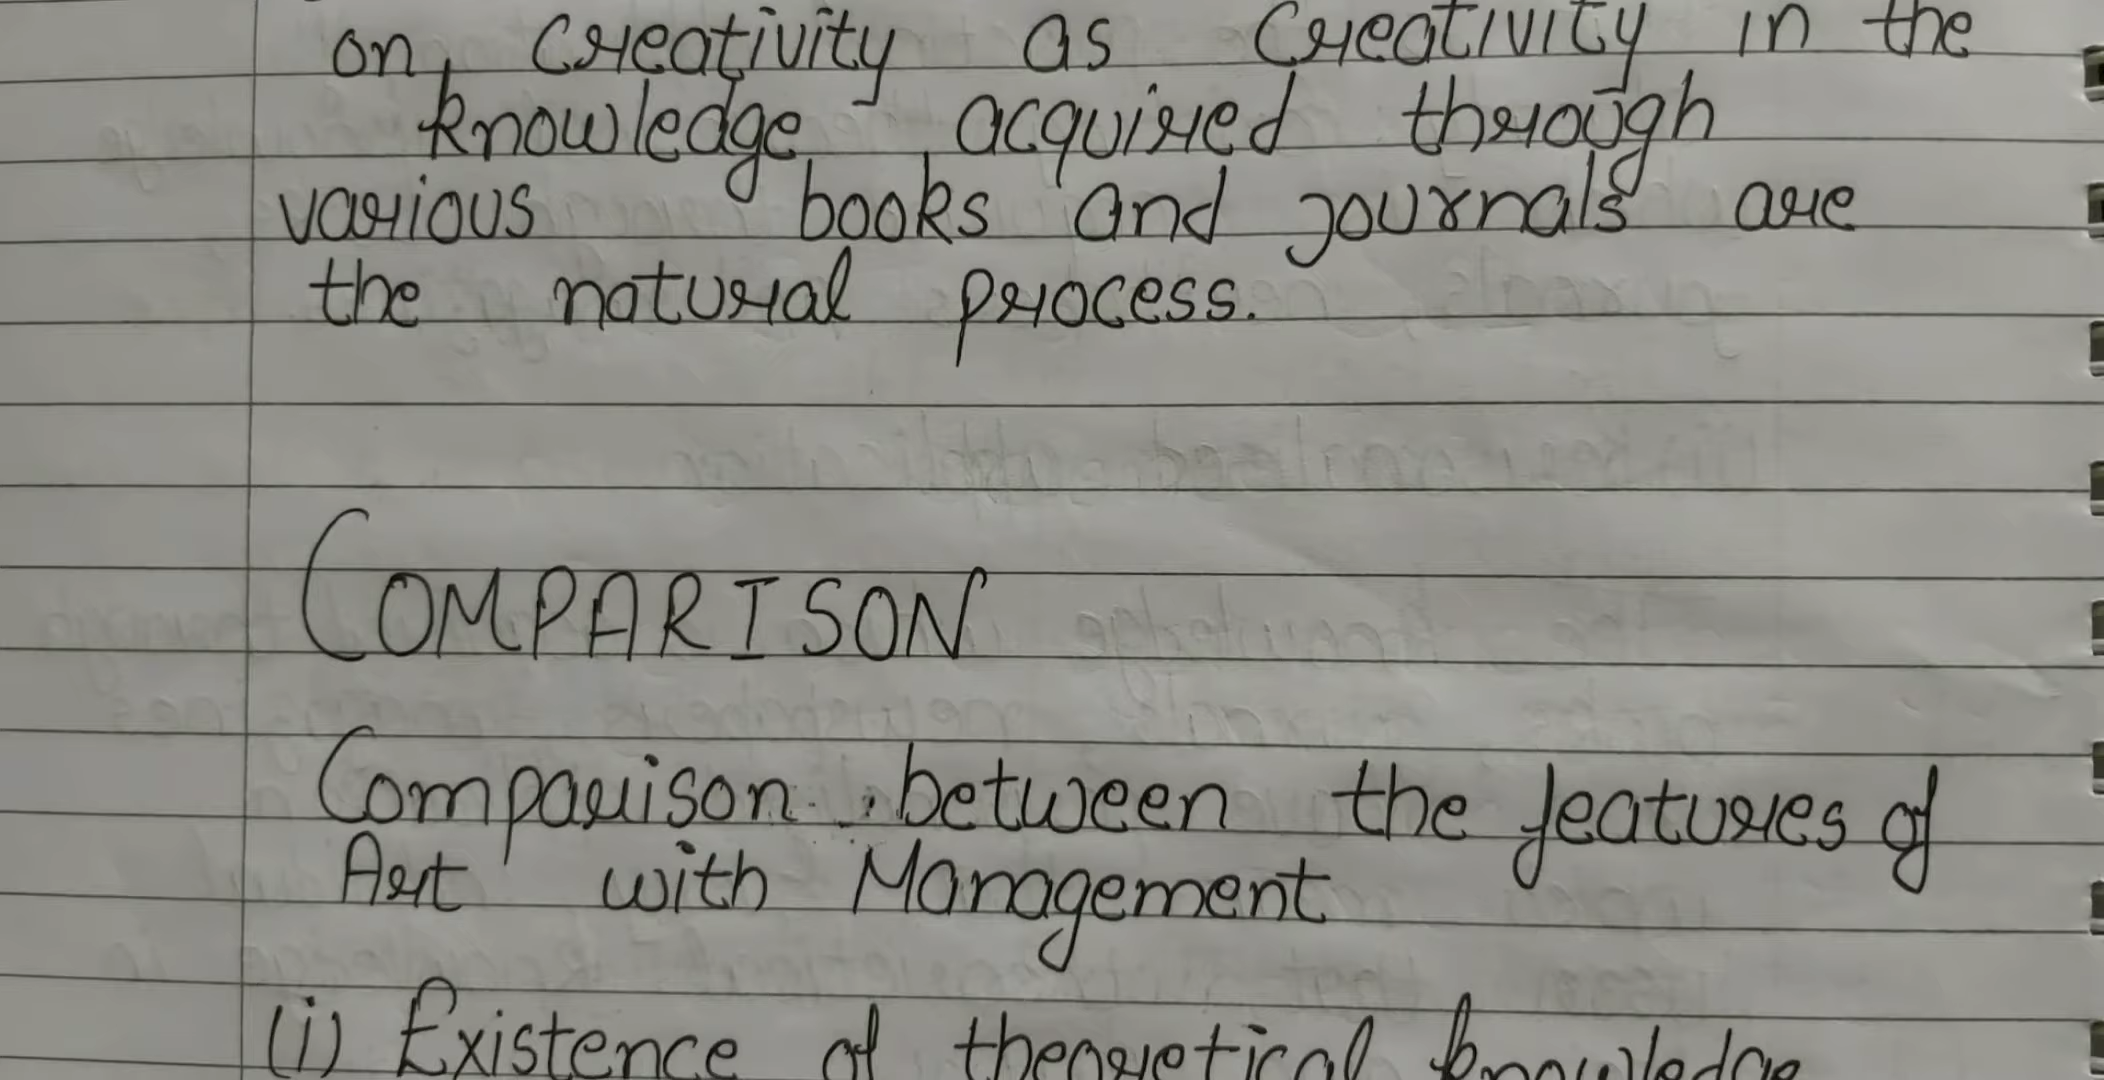 on creativity as creativity in the
knowledge acquired through
various books and journals are
the natural process.
COMPARISON
Comparison between the features of
Art with Management
(i) Existence of theoretical knowledge